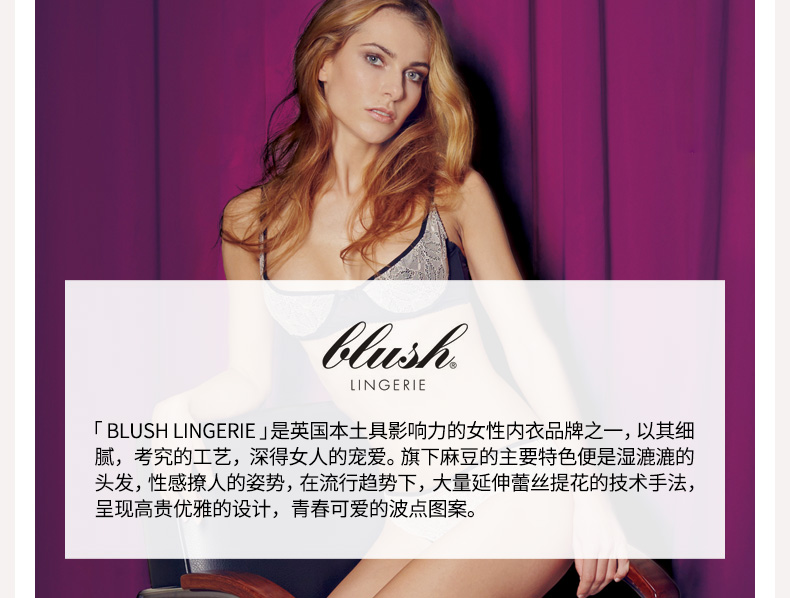 blush®
LINGERIE
「BLUSH LINGERIE」是英国本土具影响力的女性内衣品牌之一，以其细
腻，考究的工艺，深得女人的宠爱。旗下麻豆的主要特色便是湿漉漉的
头发，性感撩人的姿势，在流行趋势下，大量延伸蕾丝提花的技术手法，
呈现高贵优雅的设计，青春可爱的波点图案。